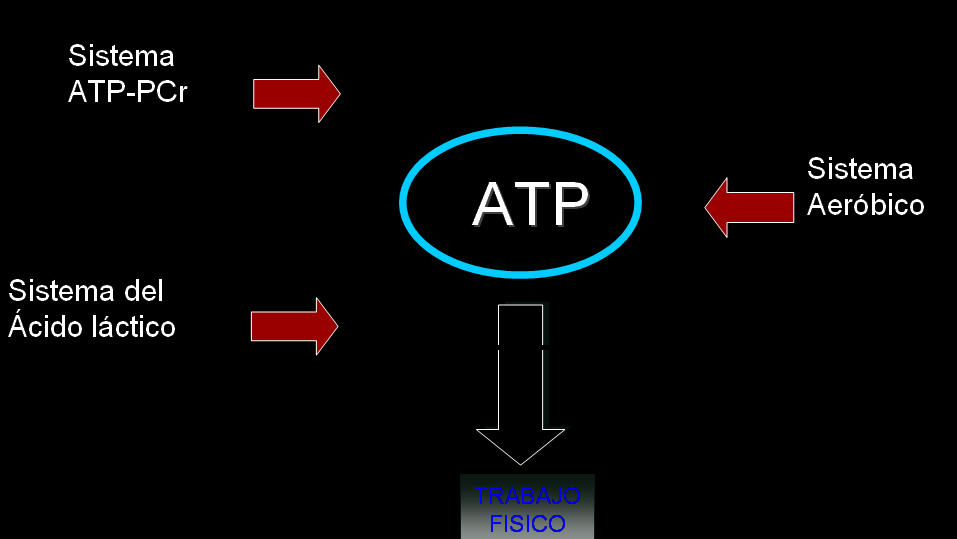 Sistema
ATP-PCr
ATP
Sistema
Aeróbico
Sistema del
Ácido láctico
TRABAJO
FISICO